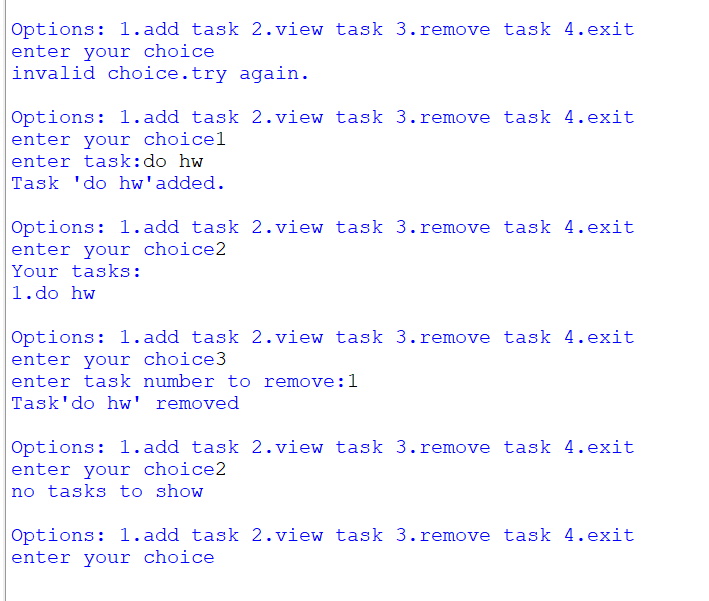 Options: 1.add task 2.view task 3.remove task 4.exit
enter your choice
invalid choice.try again.
Options: 1.add task 2.view task 3.remove task 4.exit
enter your choice1
enter task:do hw
Task 'do hw'added.
Options: 1.add task 2.view task 3.remove task 4.exit
enter your choice2
Your tasks:
1.do hw
Options: 1.add task 2.view task 3.remove task 4.exit
enter your choice3
enter task number to remove:1
Task'do hw' removed
Options: 1.add task 2.view task 3.remove task 4.exit
enter your choice2
no tasks to show
Options: 1.add task 2.view task 3.remove task 4.exit
enter your choice